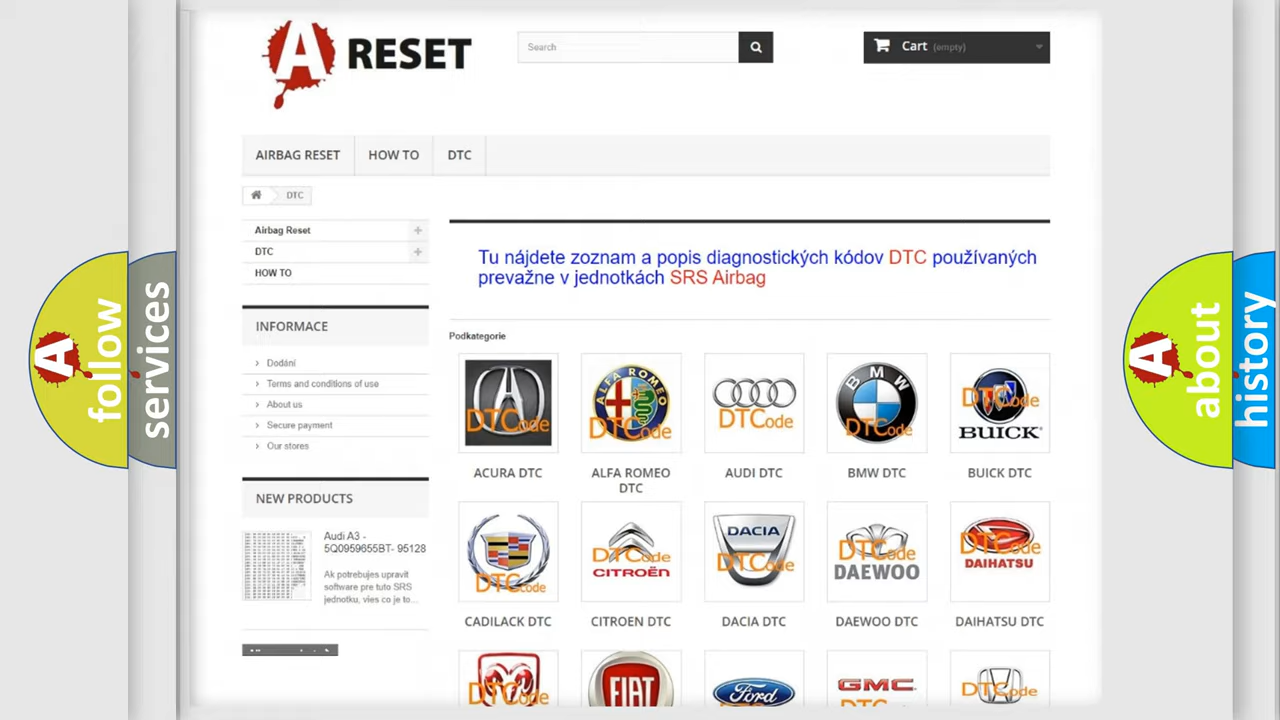 A RESET
Search
Cart (empty)
AIRBAG RESET
HOW TO
DTC
DTC
Airbag Reset
DTC
HOW TO
INFORMACE
Dodání
Terms and conditions of use
About us
Secure payment
Our stores
NEW PRODUCTS
Audi A3 -
5Q0959655BT- 95128
Ak potrebujes upravit
software pre tuto SRS
jednotku, vies co je to...
Tu nájdete zoznam a popis diagnostických kódov DTC používaných
prevažne v jednotkách SRS Airbag
Podkategorie
DTCode
ALFA ROMEO
DTCode
DTCode
BMW
DTCode
DTCode
BUICK
ACURA DTC
ALFA ROMEO
DTC
AUDI DTC
BMW DTC
BUICK DTC
DTCode
DTCode
CITROËN
DACIA
DTCode
DTCode
DAEWOO
DTCode
DAIHATSU
CADILACK DTC
CITROEN DTC
DACIA DTC
DAEWOO DTC
DAIHATSU DTC
DTCode
FIAT
Ford
GMC
DTCode
A follow
services
A about
history